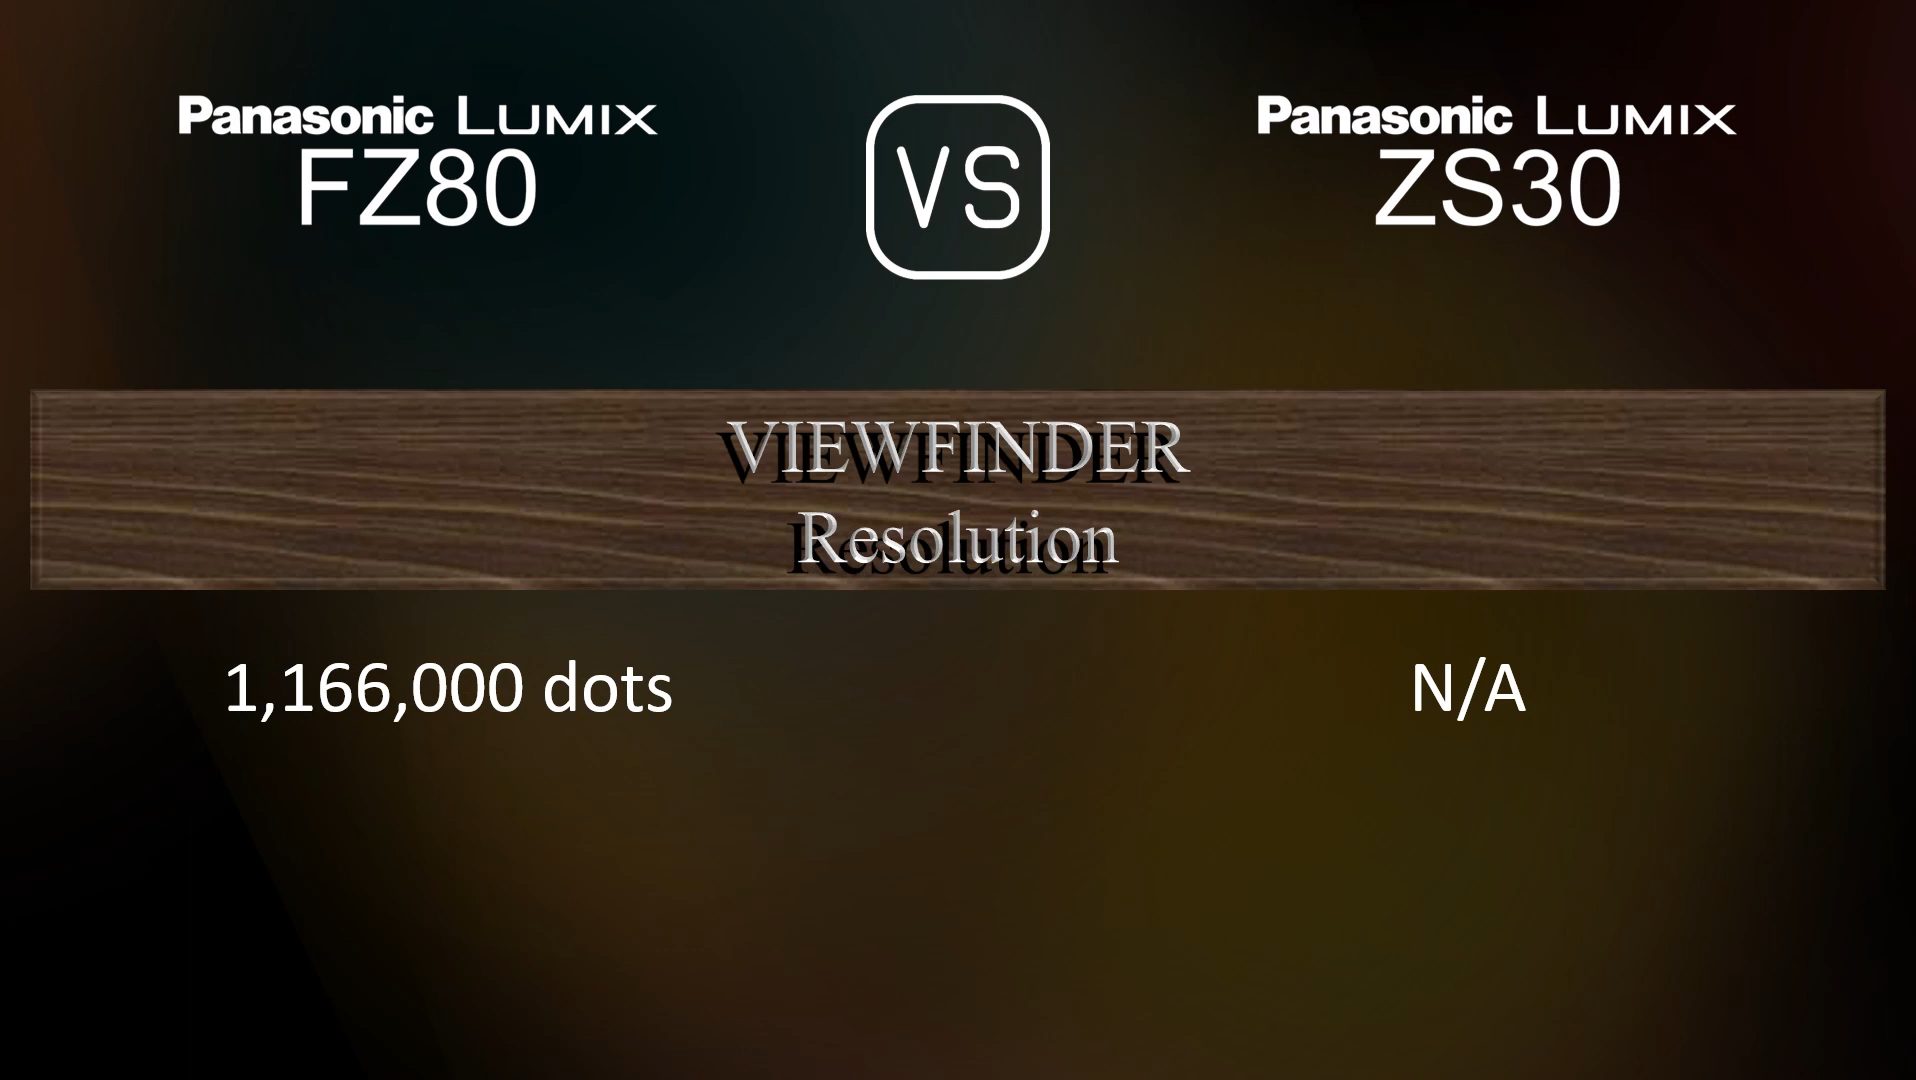 Panasonic LUMIX
FZ80
VS
Panasonic LUMIX
ZS30
VIEWFINDER
Resolution
1,166,000 dots
N/A